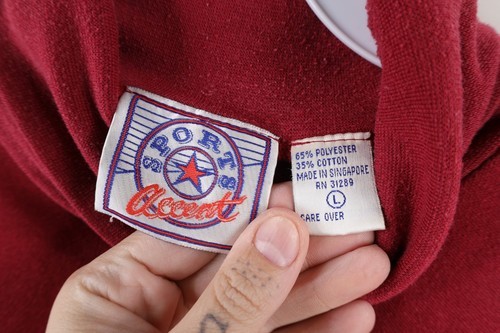 SPORTS
Accent
65% POLYESTER
35% COTTON
MADE IN SINGAPORE
RN 31289
L
CARE OVER